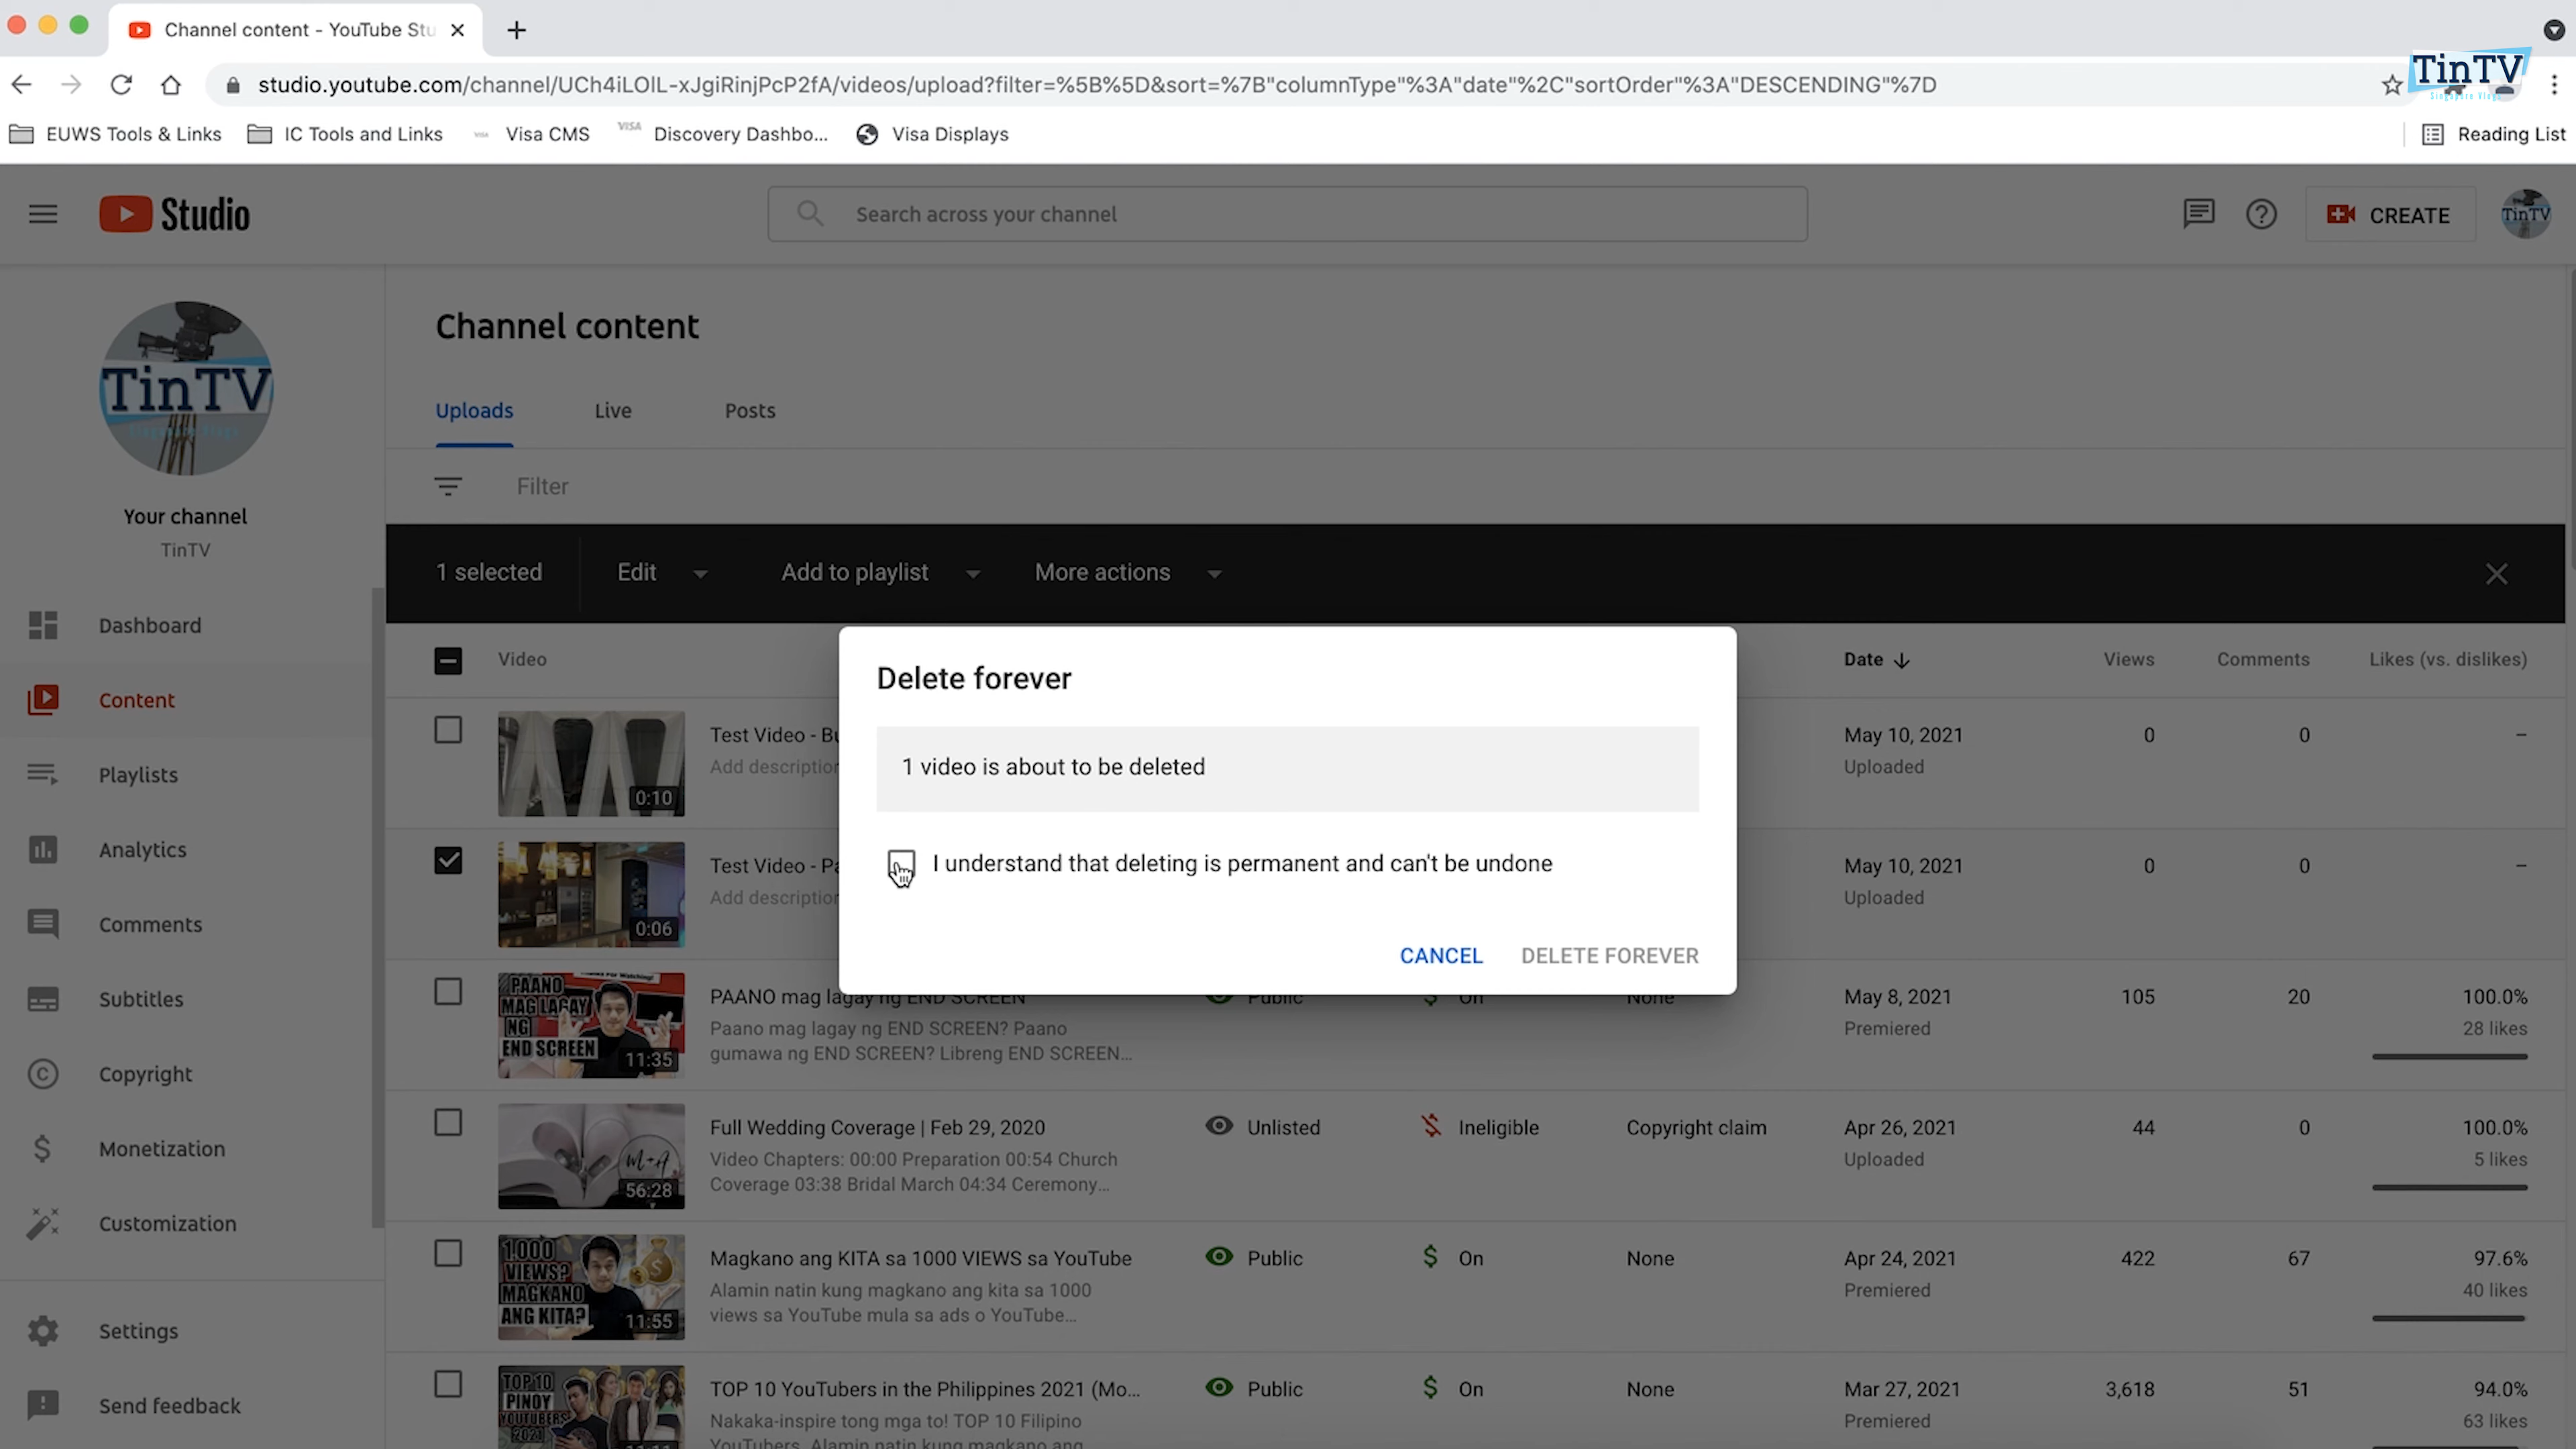 Channel content - YouTube Stu
studio.youtube.com/channel/UCh4iLOlL-xJgiRinjPcP2fA/videos/upload?filter=%5B%5D&sort=%7B"columnType"%3A"date"%2C"sortOrder"%3A"DESCENDING"%7D
TinTV
Singapore Vlogs
EUWS Tools & Links IC Tools and Links VISA Visa CMS VISA Discovery Dashbo... Visa Displays Reading List
Studio
Search across your channel
CREATE
TinTV
TinTV
Singapore Vlogs
Your channel
TinTV
Dashboard
Content
Playlists
Analytics
Comments
Subtitles
Copyright
Monetization
Customization
Settings
Send feedback
Channel content
Uploads Live Posts
Filter
1 selected Edit Add to playlist More actions
Video Date Views Comments Likes (vs. dislikes)
Delete forever
1 video is about to be deleted
I understand that deleting is permanent and can't be undone
CANCEL DELETE FOREVER
Test Video - May 10, 2021 0 0 –
Add description Uploaded
0:10
Test Video - May 10, 2021 0 0 –
Add description Uploaded
0:06
PAANO mag lagay ng END SCREEN Public On None May 8, 2021 105 20 100.0%
Paano mag lagay ng END SCREEN? Paano Premiered 28 likes
gumawa ng END SCREEN? Libreng END SCREEN...
PAANO
MAG LAGAY
NG
END SCREEN
11:35
Full Wedding Coverage | Feb 29, 2020 Unlisted Ineligible Copyright claim Apr 26, 2021 44 0 100.0%
Video Chapters: 00:00 Preparation 00:54 Church Uploaded 5 likes
Coverage 03:38 Bridal March 04:34 Ceremony...
M+A
56:28
Magkano ang KITA sa 1000 VIEWS sa YouTube Public On None Apr 24, 2021 422 67 97.6%
Alamin natin kung magkano ang kita sa 1000 Premiered 40 likes
views sa YouTube mula sa ads o YouTube...
1,000
VIEWS?
MAGKANO
ANG KITA?
11:55
TOP 10 YouTubers in the Philippines 2021 (Mo... Public On None Mar 27, 2021 3,618 51 94.0%
Nakaka-inspire tong mga to! TOP 10 Filipino Premiered 63 likes
YouTubers. Alamin natin kung magkano ang
TOP 10
PINOY
YOUTUBERS
2021